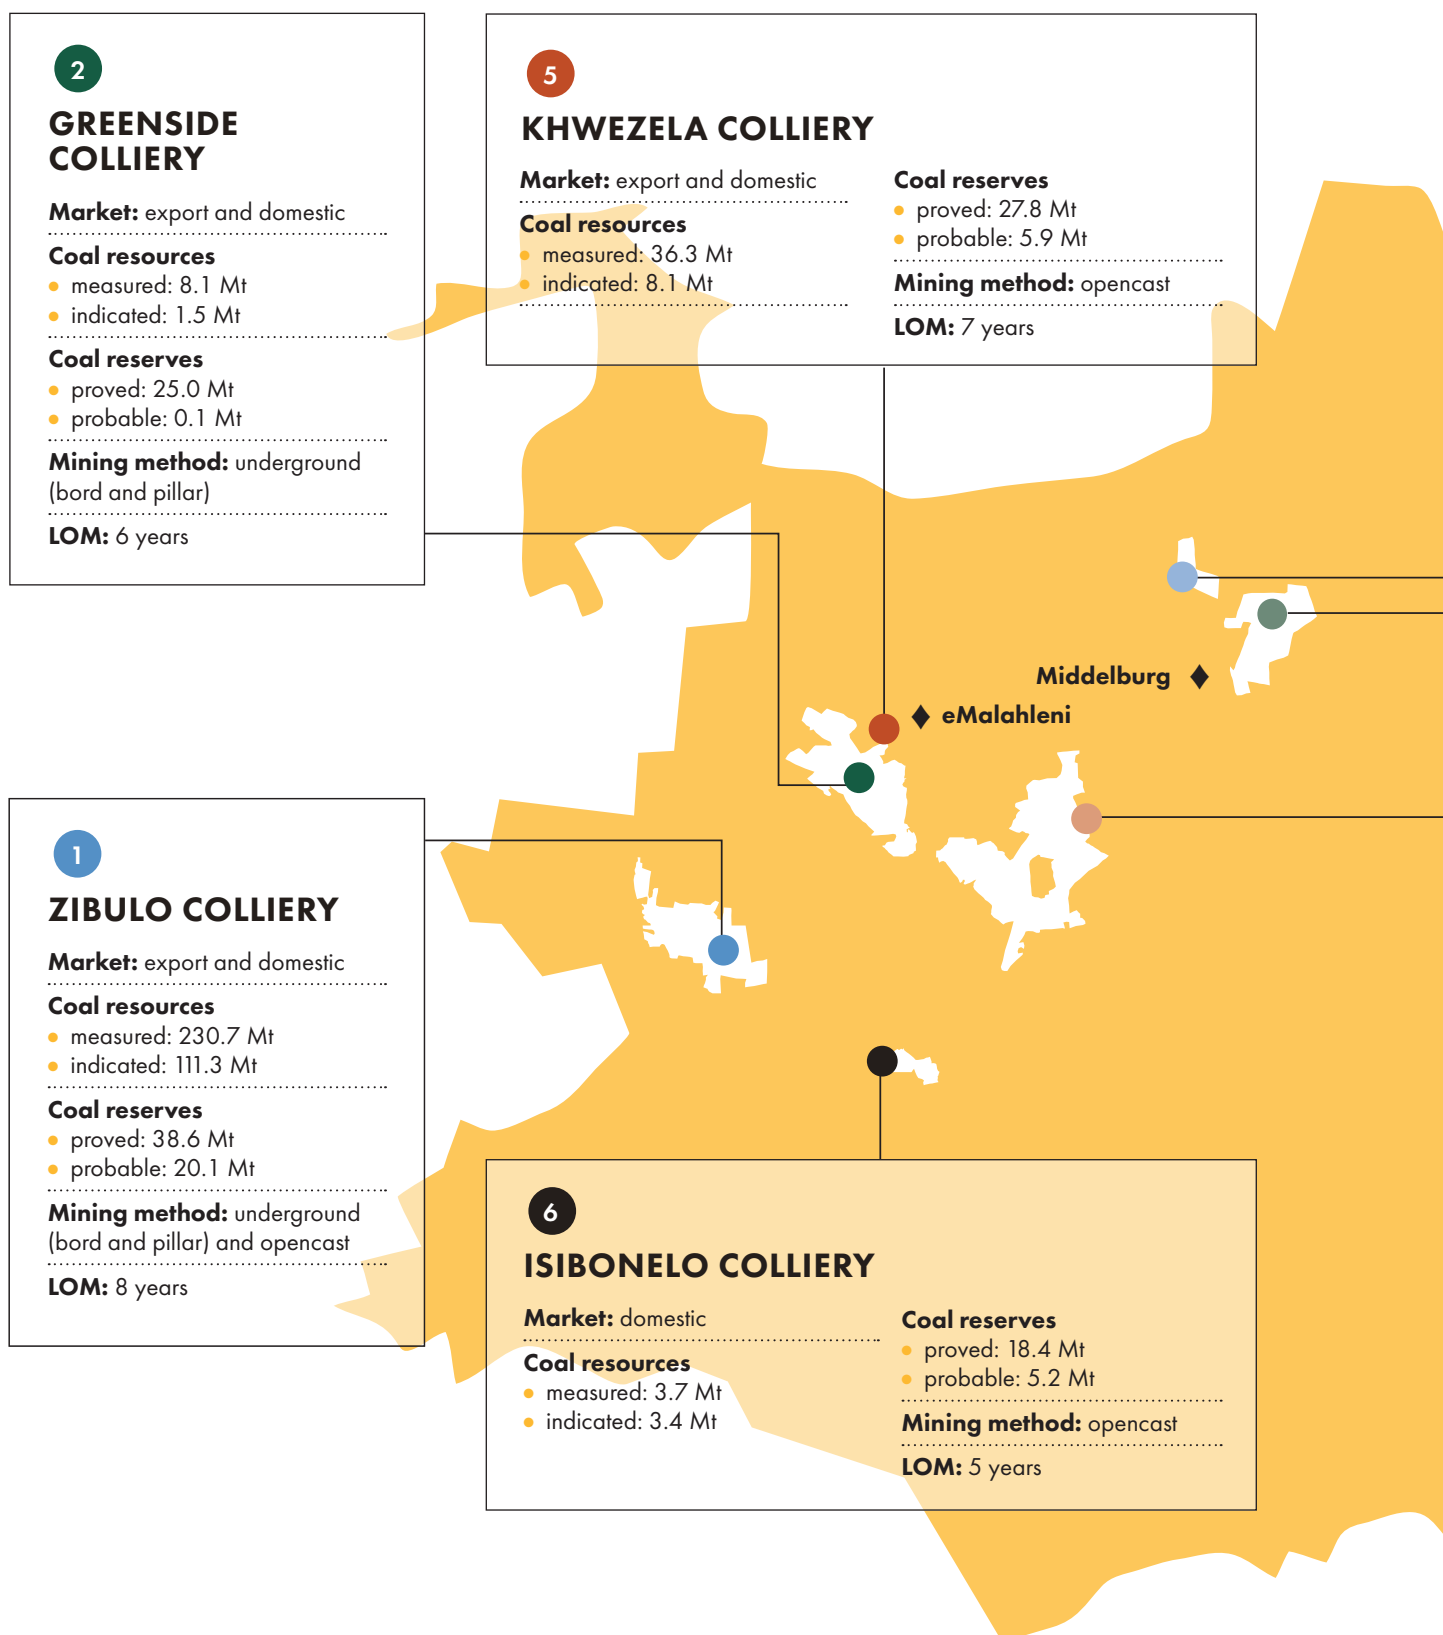 2
GREENSIDE
COLLIERY
Market: export and domestic
Coal resources
• measured: 8.1 Mt
• indicated: 1.5 Mt
Coal reserves
• proved: 25.0 Mt
• probable: 0.1 Mt
Mining method: underground
(bord and pillar)
LOM: 6 years
5
KHWEZELA COLLIERY
Market: export and domestic
Coal resources
• measured: 36.3 Mt
• indicated: 8.1 Mt
Coal reserves
• proved: 27.8 Mt
• probable: 5.9 Mt
Mining method: opencast
LOM: 7 years
Middelburg
eMalahleni
1
ZIBULO COLLIERY
Market: export and domestic
Coal resources
• measured: 230.7 Mt
• indicated: 111.3 Mt
Coal reserves
• proved: 38.6 Mt
• probable: 20.1 Mt
Mining method: underground
(bord and pillar) and opencast
LOM: 8 years
6
ISIBONELO COLLIERY
Market: domestic
Coal resources
• measured: 3.7 Mt
• indicated: 3.4 Mt
Coal reserves
• proved: 18.4 Mt
• probable: 5.2 Mt
Mining method: opencast
LOM: 5 years